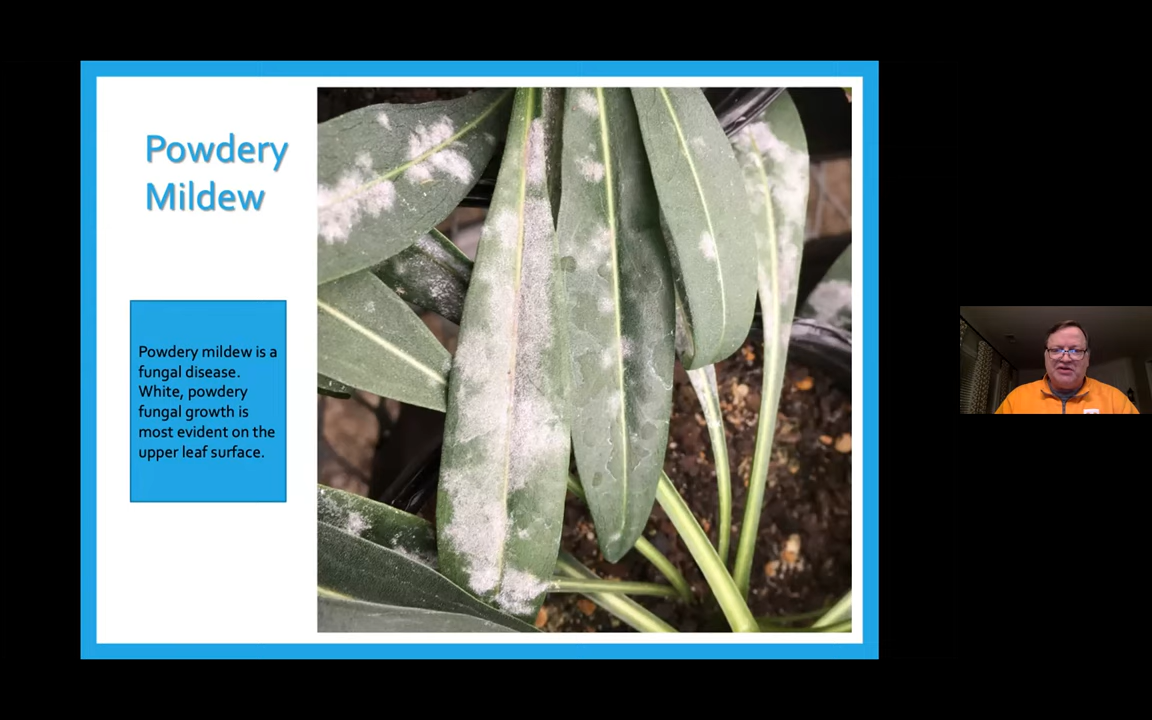 Powdery
Mildew
Powdery mildew is a
fungal disease.
White, powdery
fungal growth is
most evident on the
upper leaf surface.